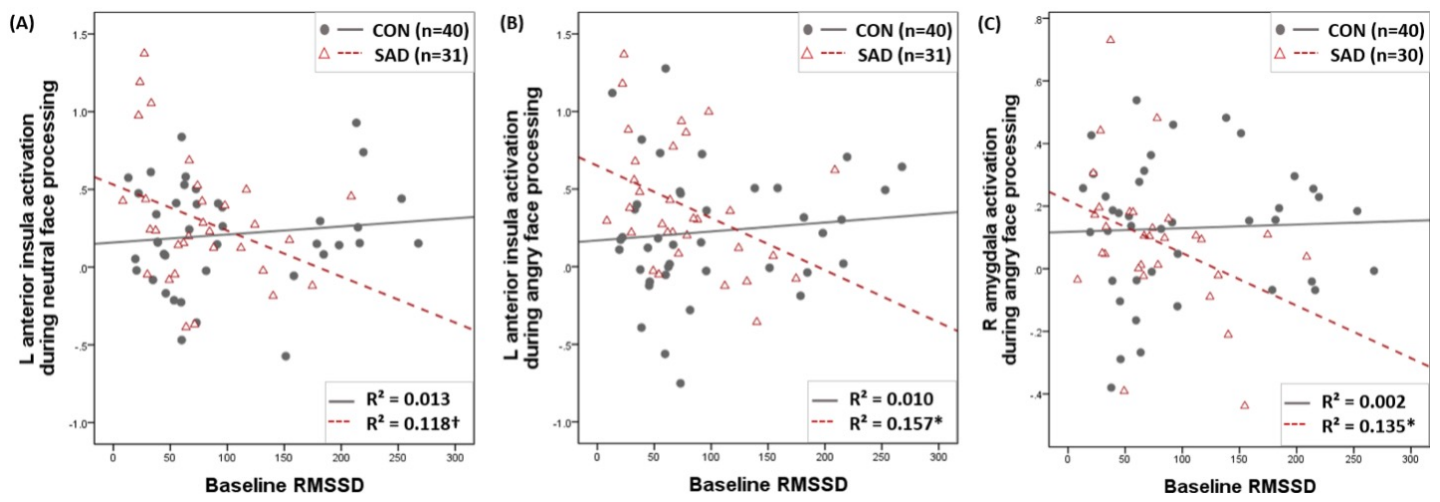 (A)
CON (n=40)
SAD (n=31)
L anterior insula activation
during neutral face processing
1.5
1.0
.5
.0
-.5
-1.0
R² = 0.013
R² = 0.118†
0 50 100 150 200 250 300
Baseline RMSSD
(B)
CON (n=40)
SAD (n=31)
L anterior insula activation
during angry face processing
1.5
1.0
.5
.0
-.5
-1.0
R² = 0.010
R² = 0.157*
0 50 100 150 200 250 300
Baseline RMSSD
(C)
CON (n=40)
SAD (n=30)
R amygdala activation
during angry face processing
.8
.6
.4
.2
.0
-.2
-.4
R² = 0.002
R² = 0.135*
0 50 100 150 200 250 300
Baseline RMSSD